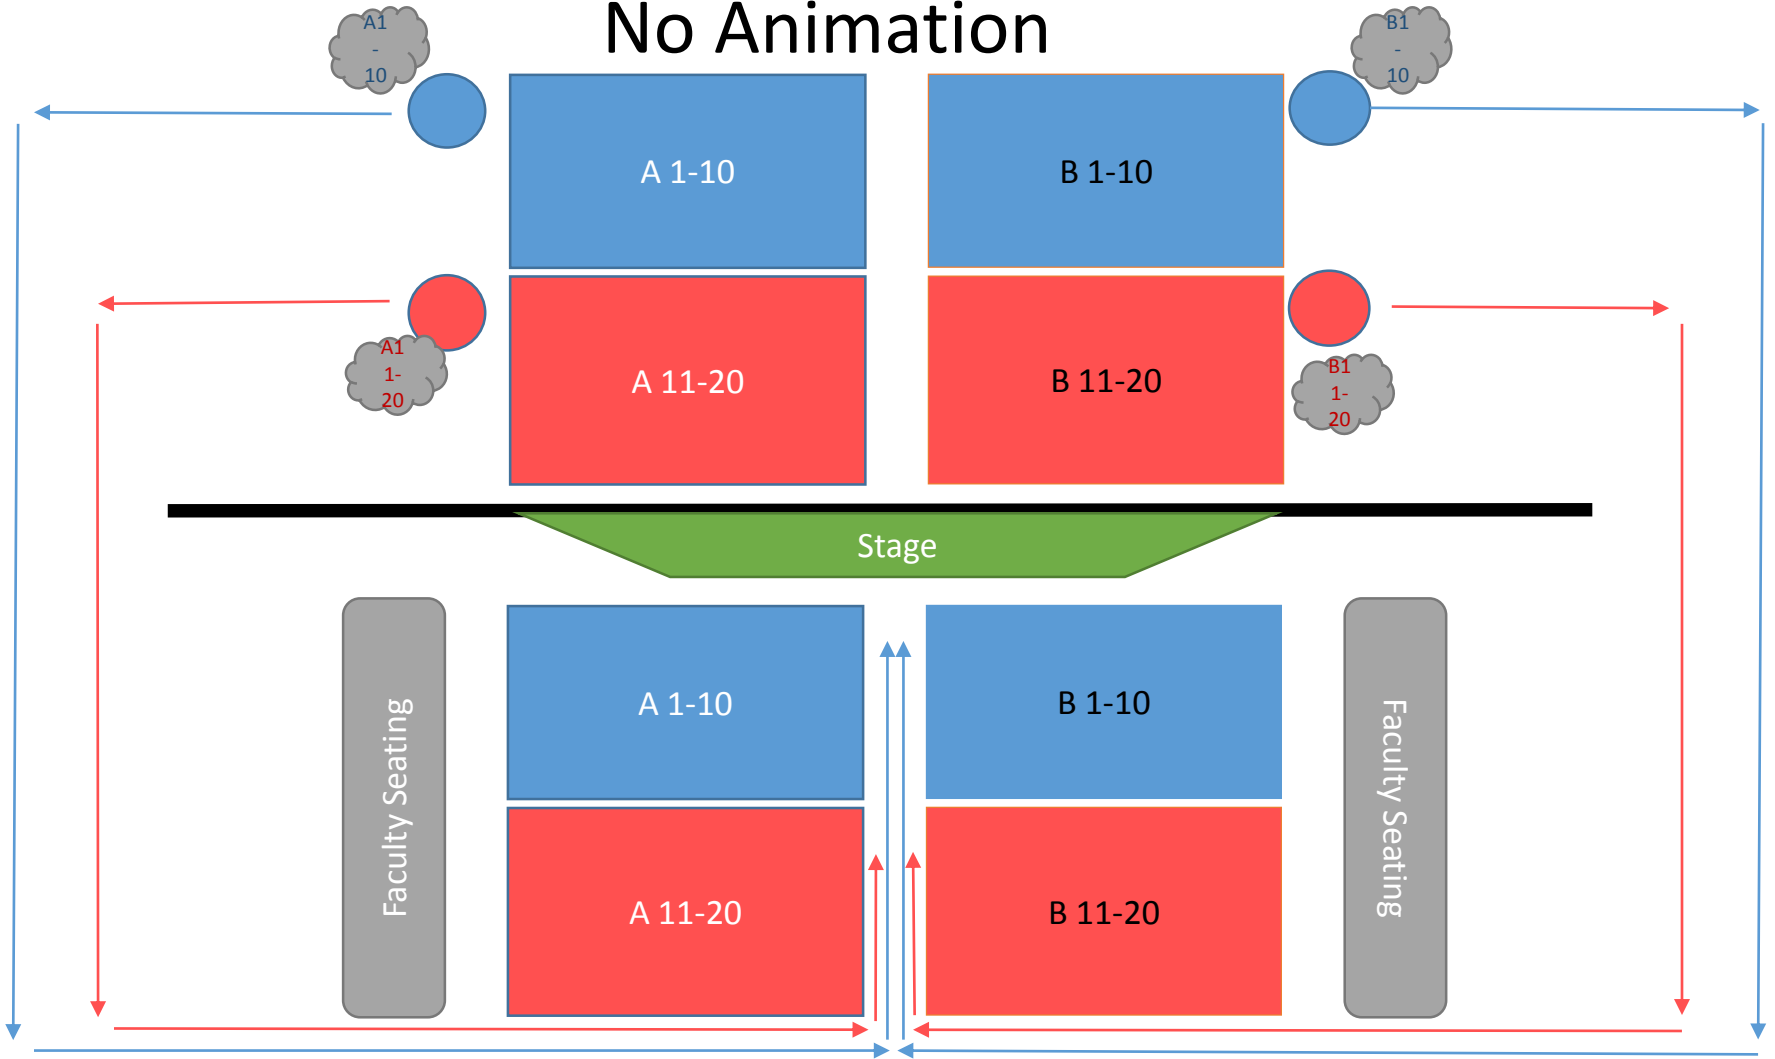 No Animation
A1
-
10
B1
-
10
A 1-10
B 1-10
A1
1-
20
A 11-20
B 11-20
B1
1-
20
Stage
Faculty Seating
A 1-10
B 1-10
Faculty Seating
A 11-20
B 11-20